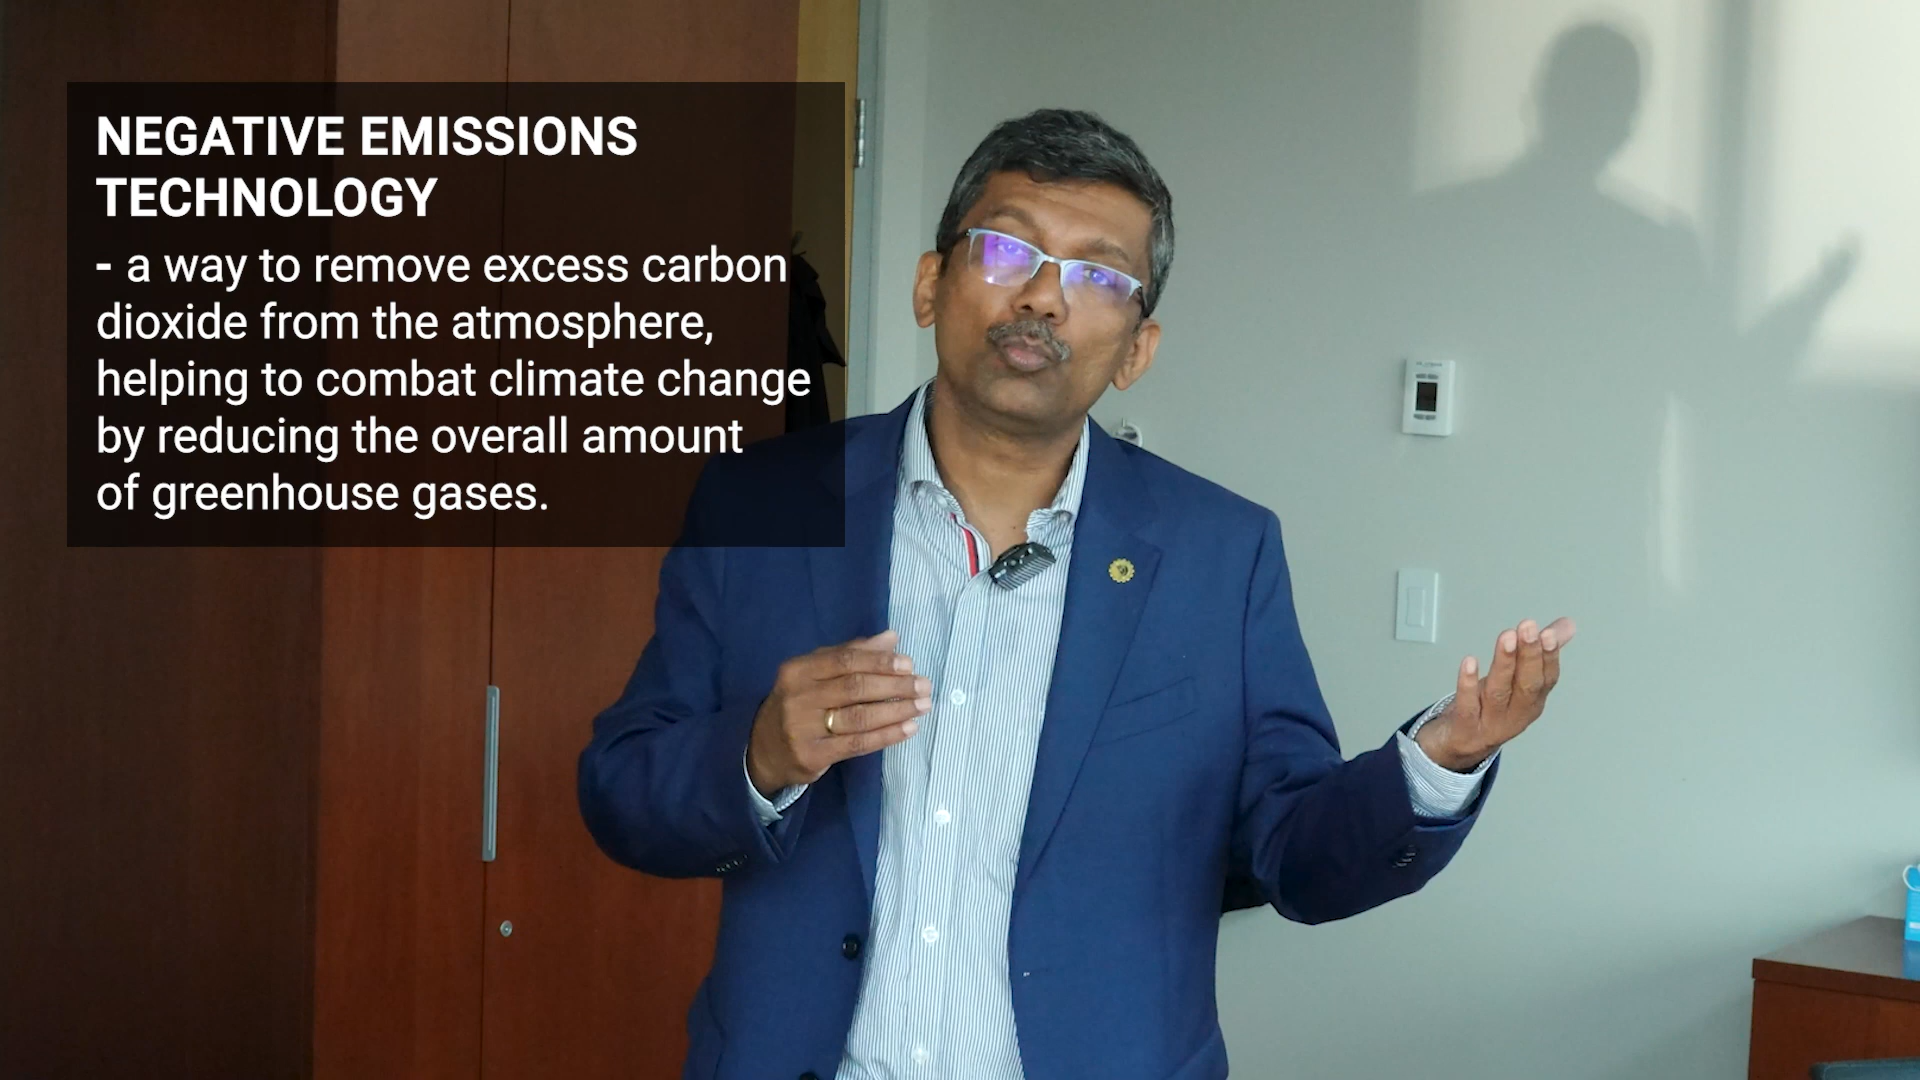 NEGATIVE EMISSIONS
TECHNOLOGY
- a way to remove excess carbon
dioxide from the atmosphere,
helping to combat climate change
by reducing the overall amount
of greenhouse gases.